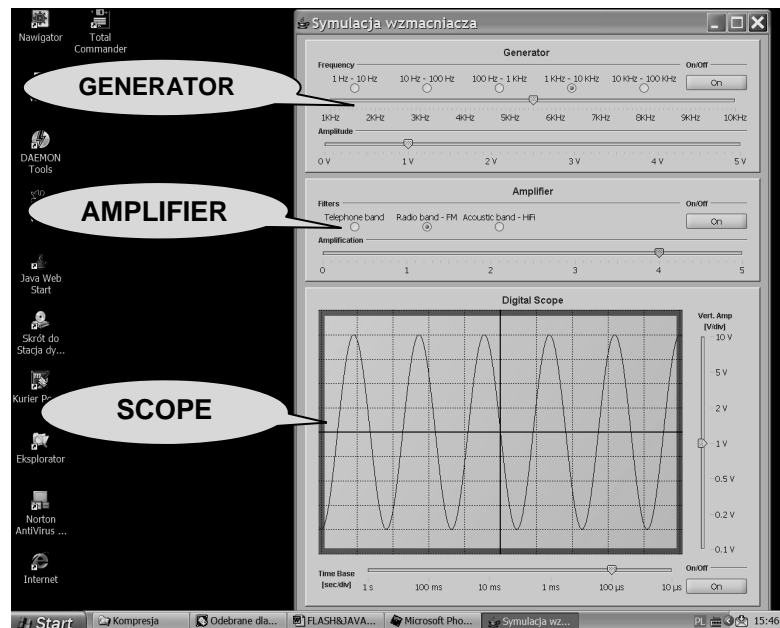 Nawigator
Total
Commander
DAEMON
Tools
Java Web
Start
Skrót do
Stacja dy...
Kurier
Eksplorator
Norton
AntiVirus ...
Internet
GENERATOR
AMPLIFIER
SCOPE
Symulacja wzmacniacza
Generator
Frequency
On/Off
1 Hz - 10 Hz 10 Hz - 100 Hz 100 Hz - 1 KHz 1 KHz - 10 KHz 10 KHz - 100 KHz
On
1KHz 2KHz 3KHz 4KHz 5KHz 6KHz 7KHz 8KHz 9KHz 10KHz
Amplitude
0 V 1 V 2 V 3 V 4 V 5 V
Amplifier
Filters
On/Off
Telephone band Radio band - FM Acoustic band - HiFi
On
Amplification
0 1 2 3 4 5
Digital Scope
Vert. Amp
[V/div]
10 V
5 V
2 V
1 V
0.5 V
0.2 V
0.1 V
Time Base
[sec/div]
1 s 100 ms 10 ms 1 ms 100 µs 10 µs
On/Off
On
Start
Kompresja
Odebrane dla...
FLASH&JAVA...
Microsoft Pho...
Symulacja wz...
PL
15:46